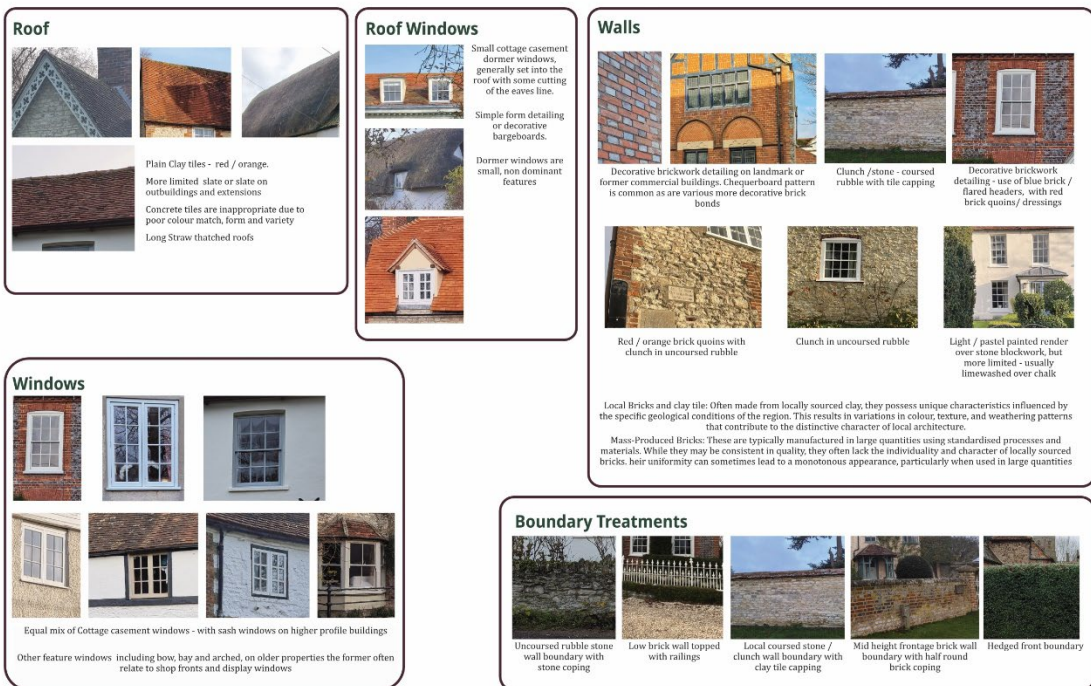 Roof
Plain Clay tiles - red / orange.
More limited slate or slate on
outbuildings and extensions
Concrete tiles are inappropriate due to
poor colour match, form and variety
Long Straw thatched roofs
Roof Windows
Small cottage casement
dormer windows,
generally set into the
roof with some cutting
of the eaves line.
Simple form detailing
or decorative
bargeboards.
Dormer windows are
small, non dominant
features
Walls
Decorative brickwork detailing on landmark or
former commercial buildings. Chequerboard pattern
is common as are various more decorative brick
bonds
Clunch /stone - coursed
rubble with tile capping
Decorative brickwork
detailing - use of blue brick /
flared headers, with red
brick quoins/ dressings
Red / orange brick quoins with
clunch in uncoursed rubble
Clunch in uncoursed rubble
Light / pastel painted render
over stone blockwork, but
more limited - usually
limewashed over chalk
Local Bricks and clay tile: Often made from locally sourced clay, they possess unique characteristics influenced by
the specific geological conditions of the region. This results in variations in colour, texture, and weathering patterns
that contribute to the distinctive character of local architecture.
Mass-Produced Bricks: These are typically manufactured in large quantities using standardised processes and
materials. While they may be consistent in quality, they often lack the individuality and character of locally sourced
bricks. heir uniformity can sometimes lead to a monotonous appearance, particularly when used in large quantities
Windows
Equal mix of Cottage casement windows - with sash windows on higher profile buildings
Other feature windows including bow, bay and arched, on older properties the former often
relate to shop fronts and display windows
Boundary Treatments
Uncoursed rubble stone
wall boundary with
stone coping
Low brick wall topped
with railings
Local coursed stone /
clunch wall boundary with
clay tile capping
Mid height frontage brick wall
boundary with half round
brick coping
Hedged front boundary